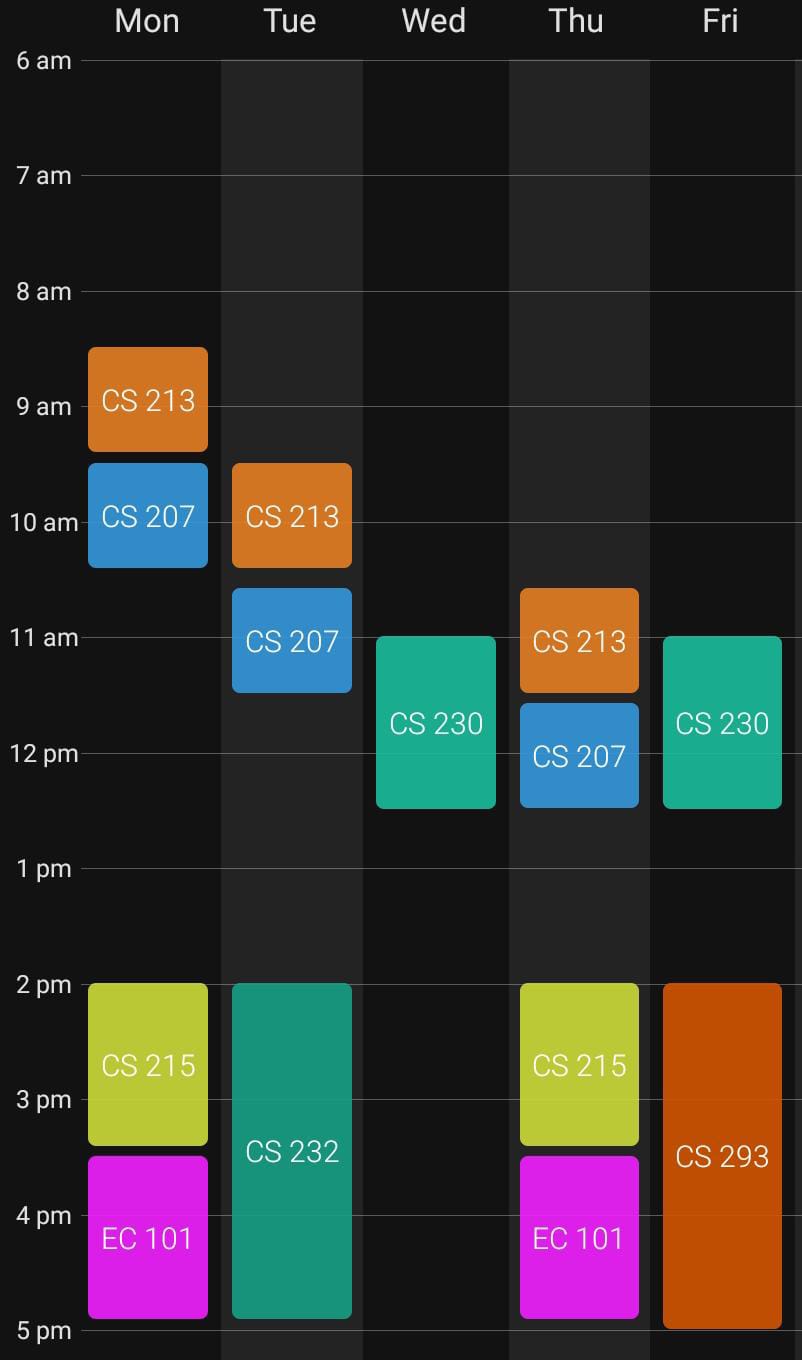 Mon Tue Wed Thu Fri
6 am
7 am
8 am
CS 213
9 am
CS 207 CS 213
10 am
CS 207 CS 213
11 am
CS 230 CS 230
CS 207
12 pm
1 pm
2 pm
CS 215 CS 215
3 pm
CS 232 CS 293
4 pm
EC 101 EC 101
5 pm